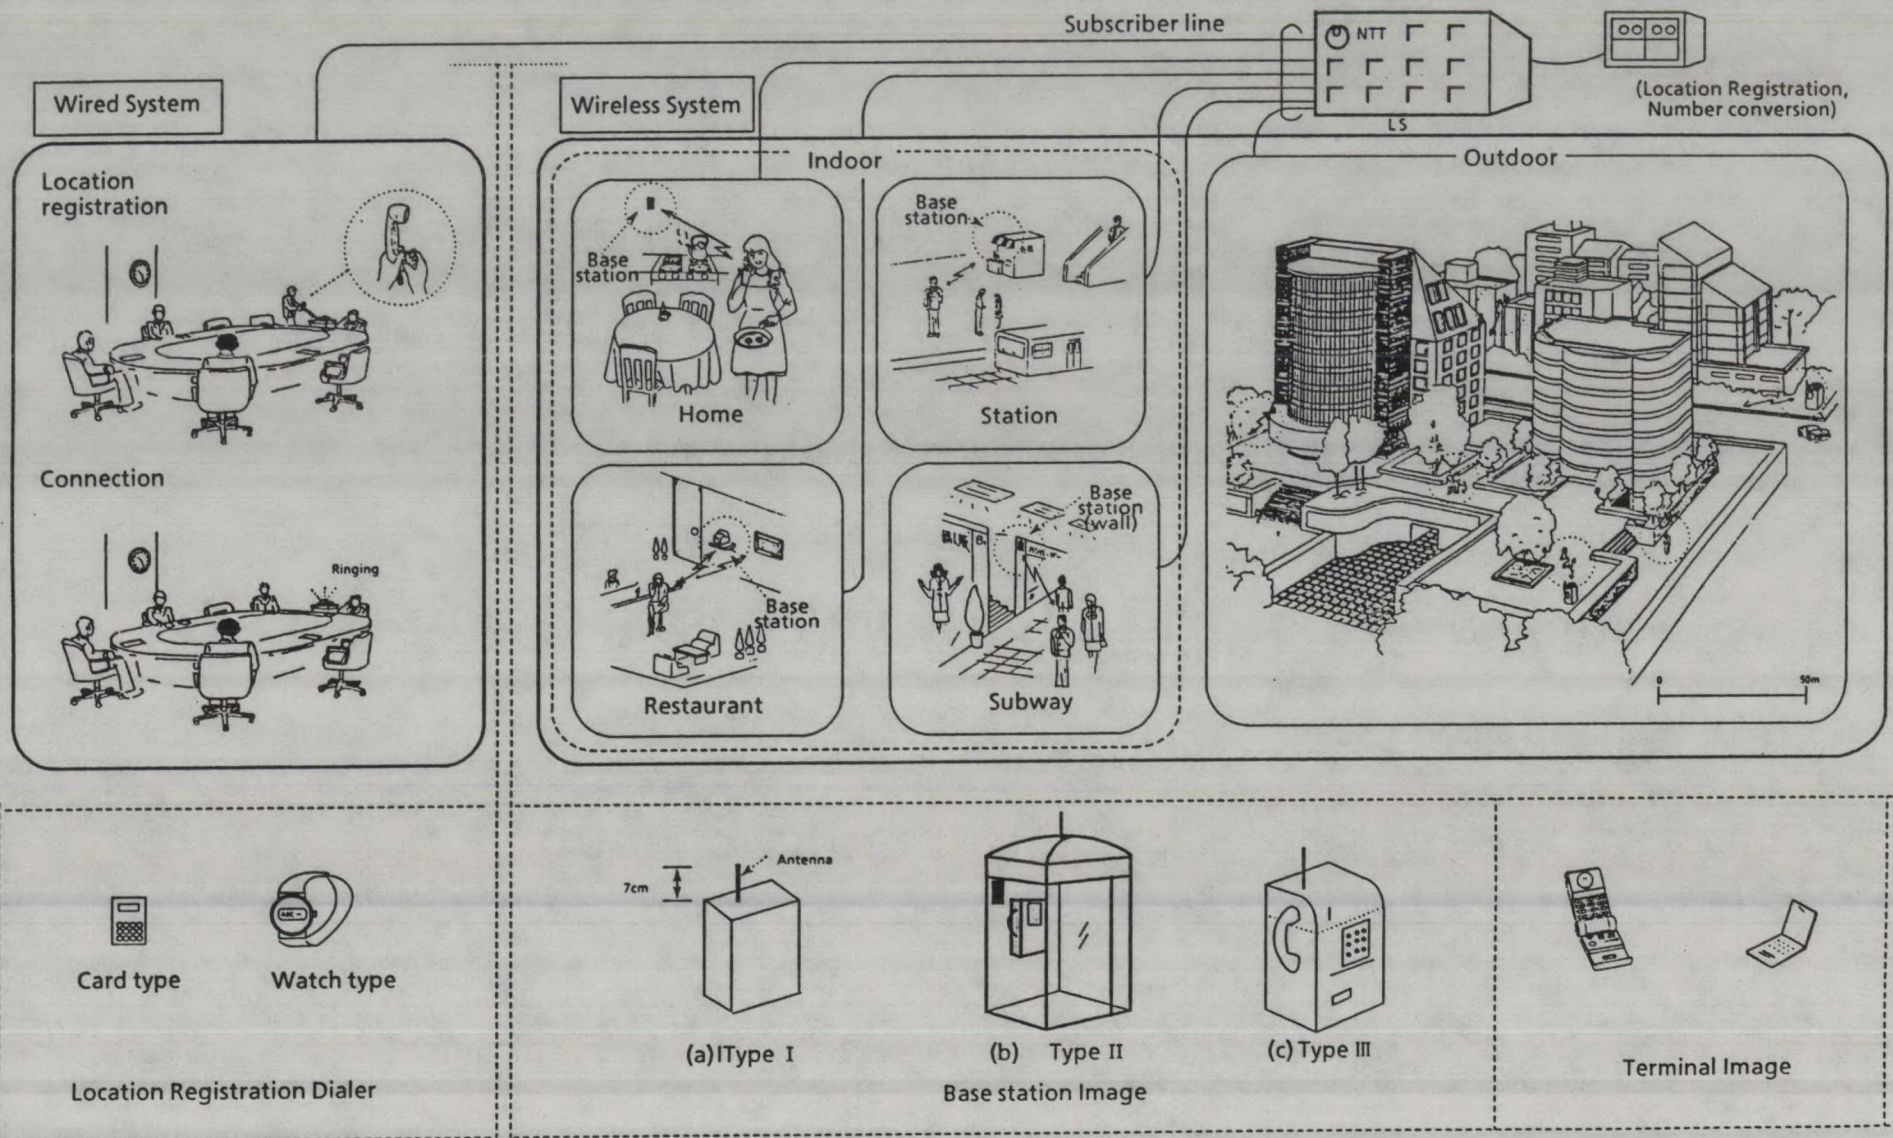 Subscriber line
NTT
LS
(Location Registration,
Number conversion)
Wired System
Location
registration
Connection
Ringing
Wireless System
Indoor
Base
station
Home
Base
station
Station
Base
station
Restaurant
Base
station
(wall)
Subway
Outdoor
0
50m
Card type
Watch type
Location Registration Dialer
7cm
Antenna
(a)IType I
(b) Type II
(c) Type III
Base station Image
Terminal Image